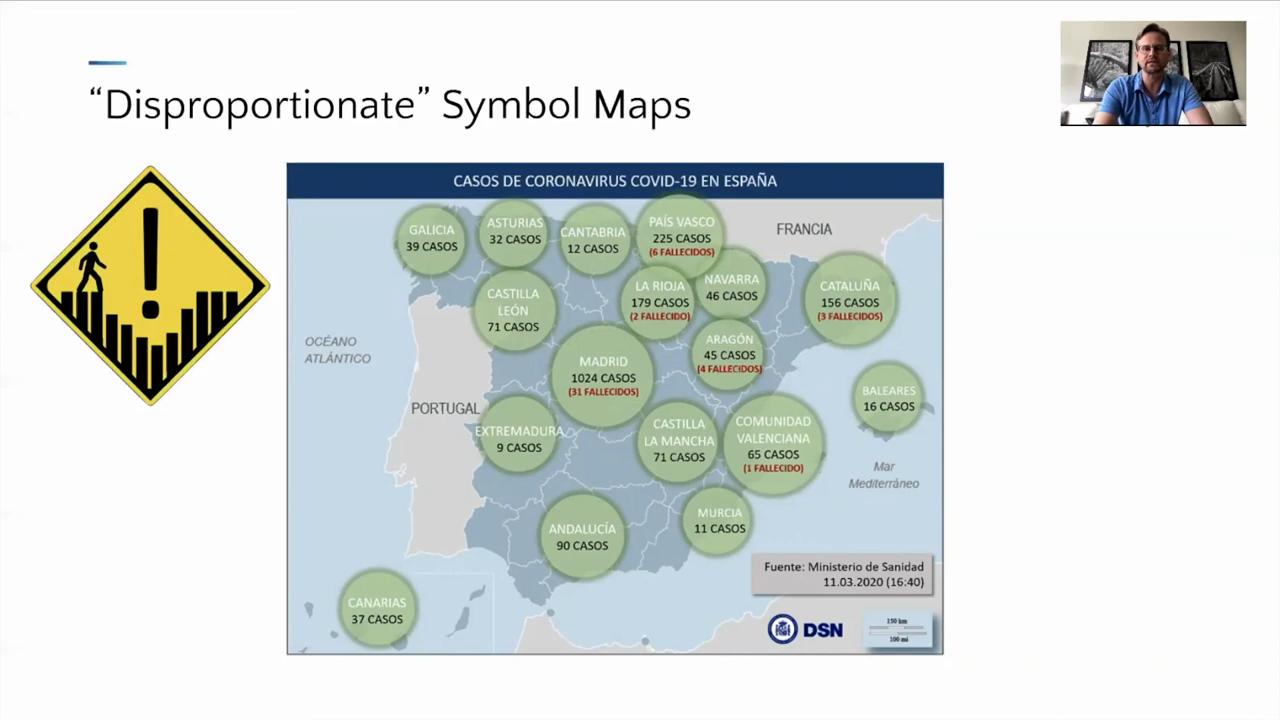 “Disproportionate” Symbol Maps
CASOS DE CORONAVIRUS COVID-19 EN ESPAÑA
GALICIA
39 CASOS
ASTURIAS
32 CASOS
CANTABRIA
12 CASOS
PAÍS VASCO
225 CASOS
(6 FALLECIDOS)
FRANCIA
CASTILLA
LEÓN
71 CASOS
LA RIOJA
179 CASOS
(2 FALLECIDO)
NAVARRA
46 CASOS
CATALUÑA
156 CASOS
(3 FALLECIDOS)
OCÉANO
ATLÁNTICO
MADRID
1024 CASOS
(31 FALLECIDOS)
ARAGÓN
45 CASOS
(4 FALLECIDOS)
BALEARES
16 CASOS
PORTUGAL
EXTREMADURA
9 CASOS
CASTILLA
LA MANCHA
71 CASOS
COMUNIDAD
VALENCIANA
65 CASOS
(1 FALLECIDO)
Mar
Mediterráneo
ANDALUCÍA
90 CASOS
MURCIA
11 CASOS
Fuente: Ministerio de Sanidad
11.03.2020 (16:40)
CANARIAS
37 CASOS
DSN
150 km
100 mi